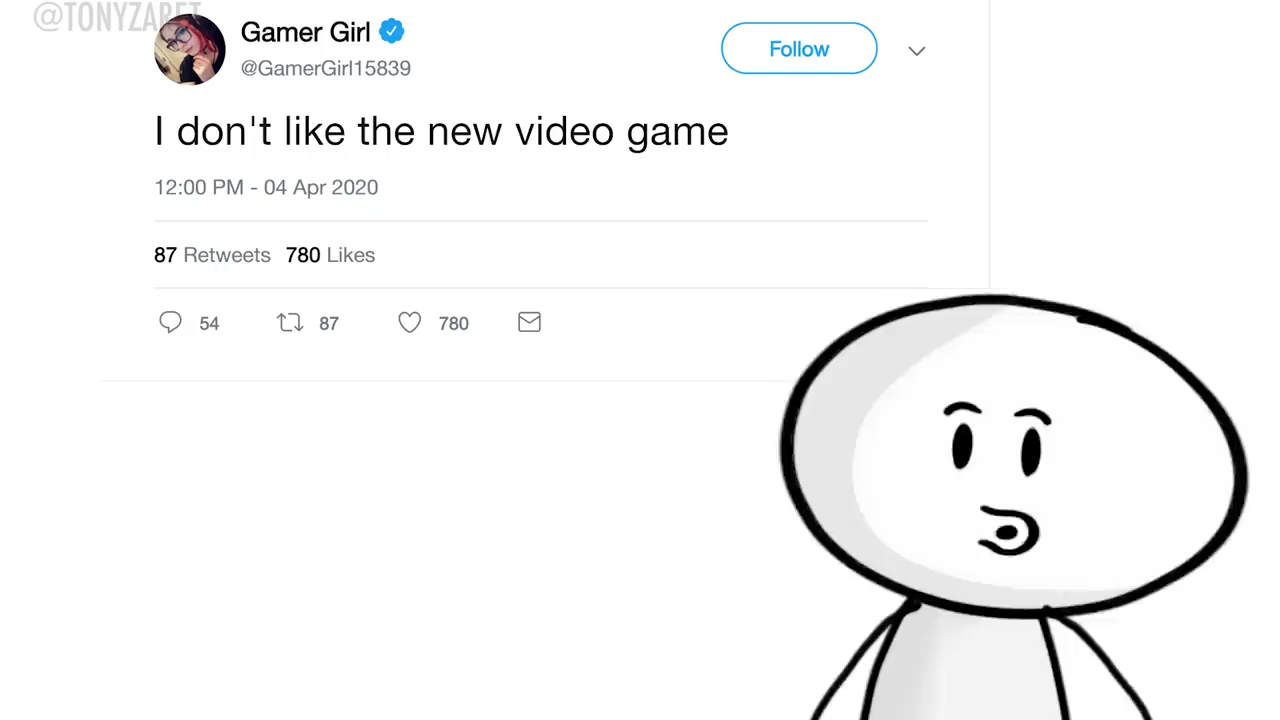 @TONYZARET
Gamer Girl
@GamerGirl15839
Follow
I don't like the new video game
12:00 PM - 04 Apr 2020
87 Retweets 780 Likes
54 87 780